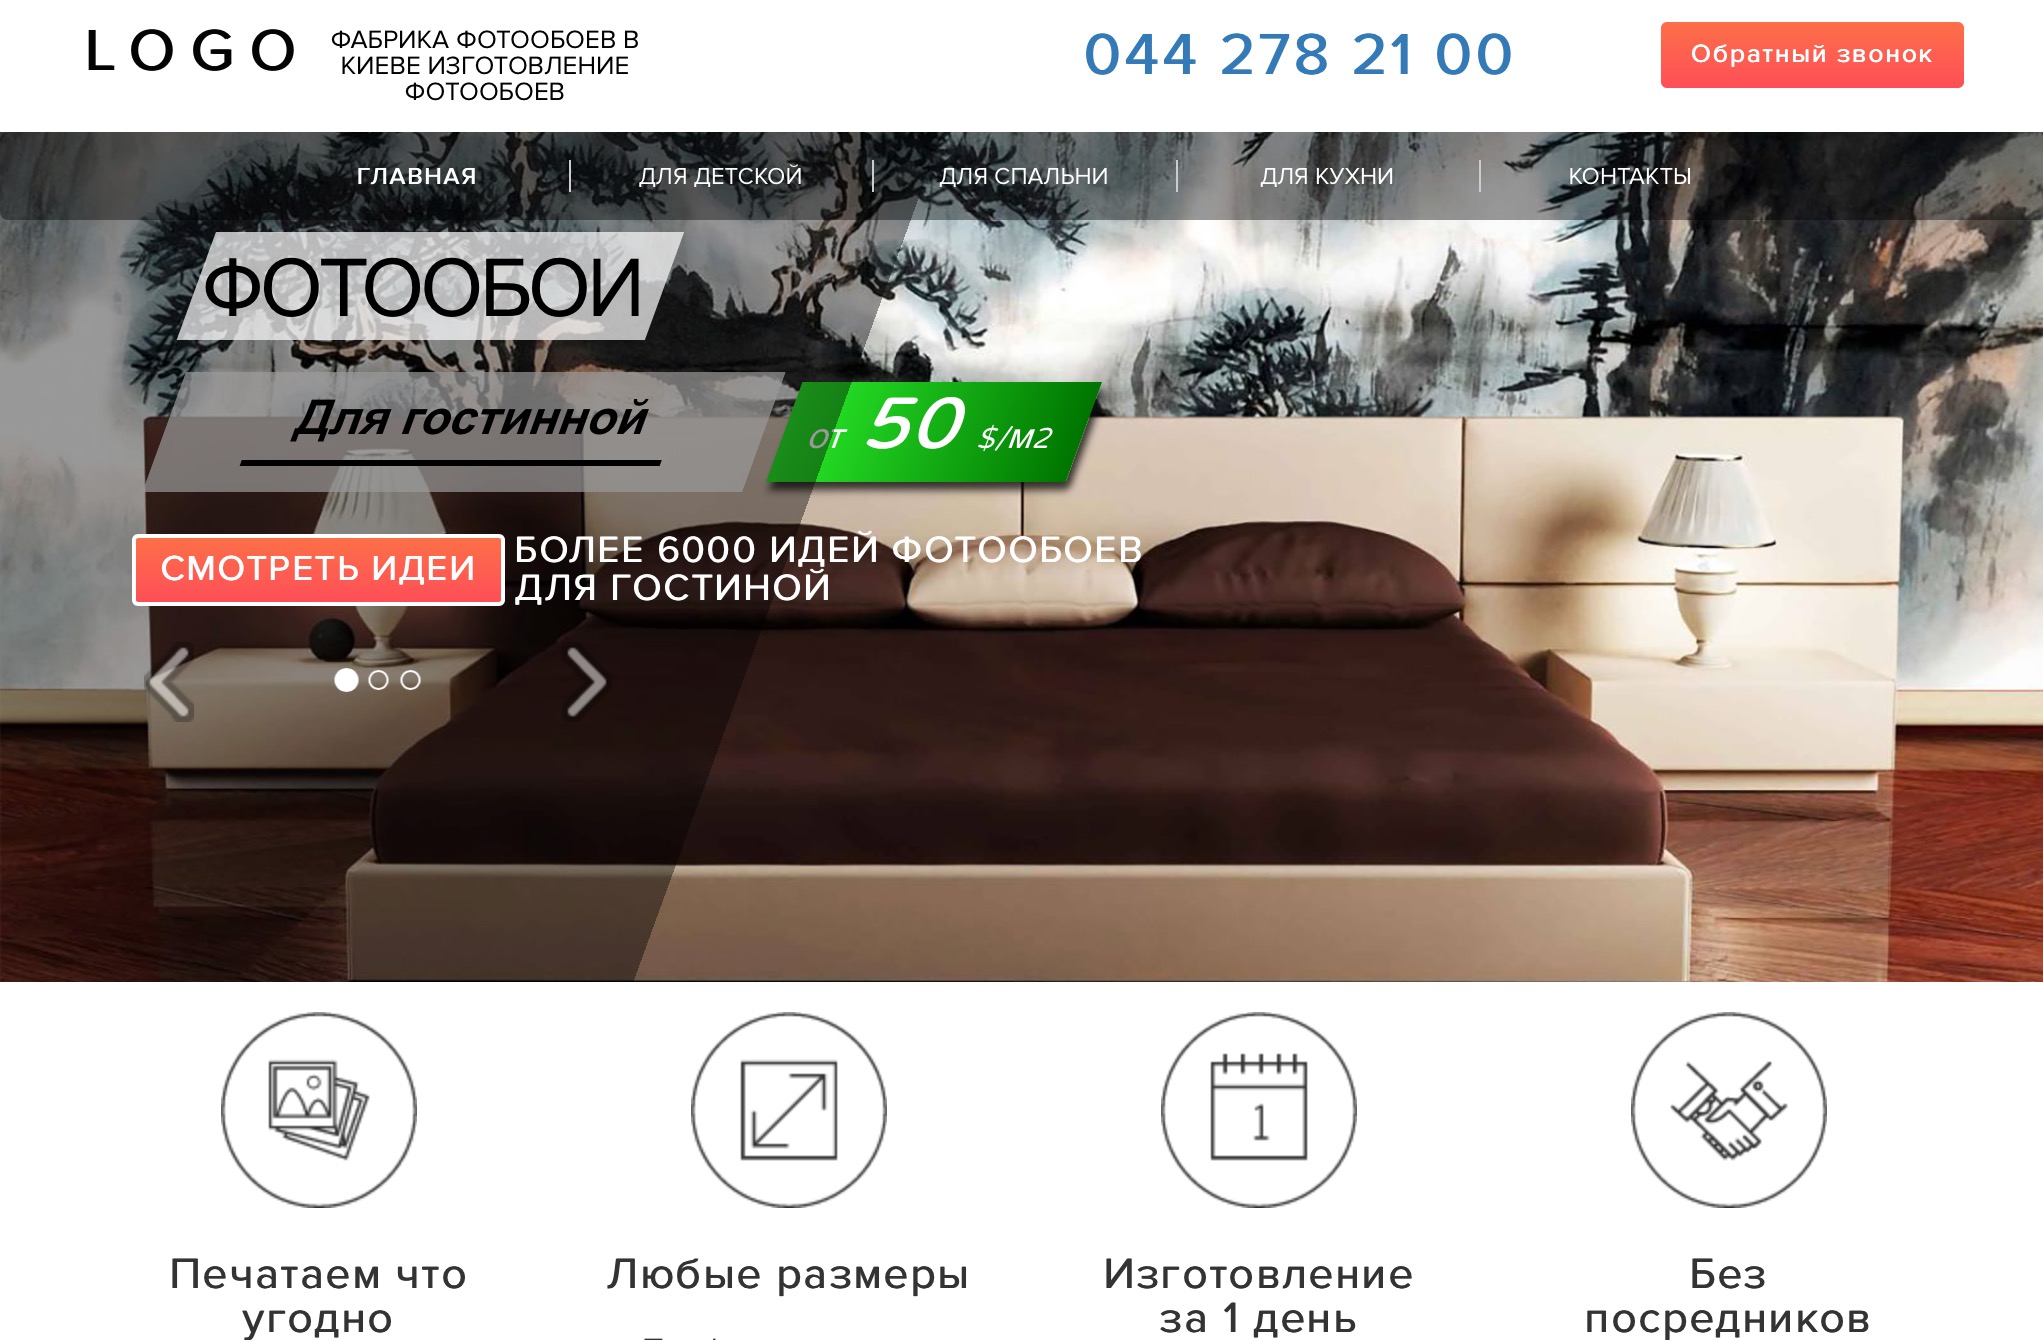 LOGO
ФАБРИКА ФОТООБОЕВ В
КИЕВЕ ИЗГОТОВЛЕНИЕ
ФОТООБОЕВ
044 278 21 00
Обратный звонок
ГЛАВНАЯ
ДЛЯ ДЕТСКОЙ
ДЛЯ СПАЛЬНИ
ДЛЯ КУХНИ
КОНТАКТЫ
ФОТООБОИ
Для гостинной
от 50 $/м2
СМОТРЕТЬ ИДЕИ
БОЛЕЕ 6000 ИДЕЙ ФОТООБОЕВ
ДЛЯ ГОСТИНОЙ
1
Печатаем что
угодно
Любые размеры
Изготовление
за 1 день
Без
посредников